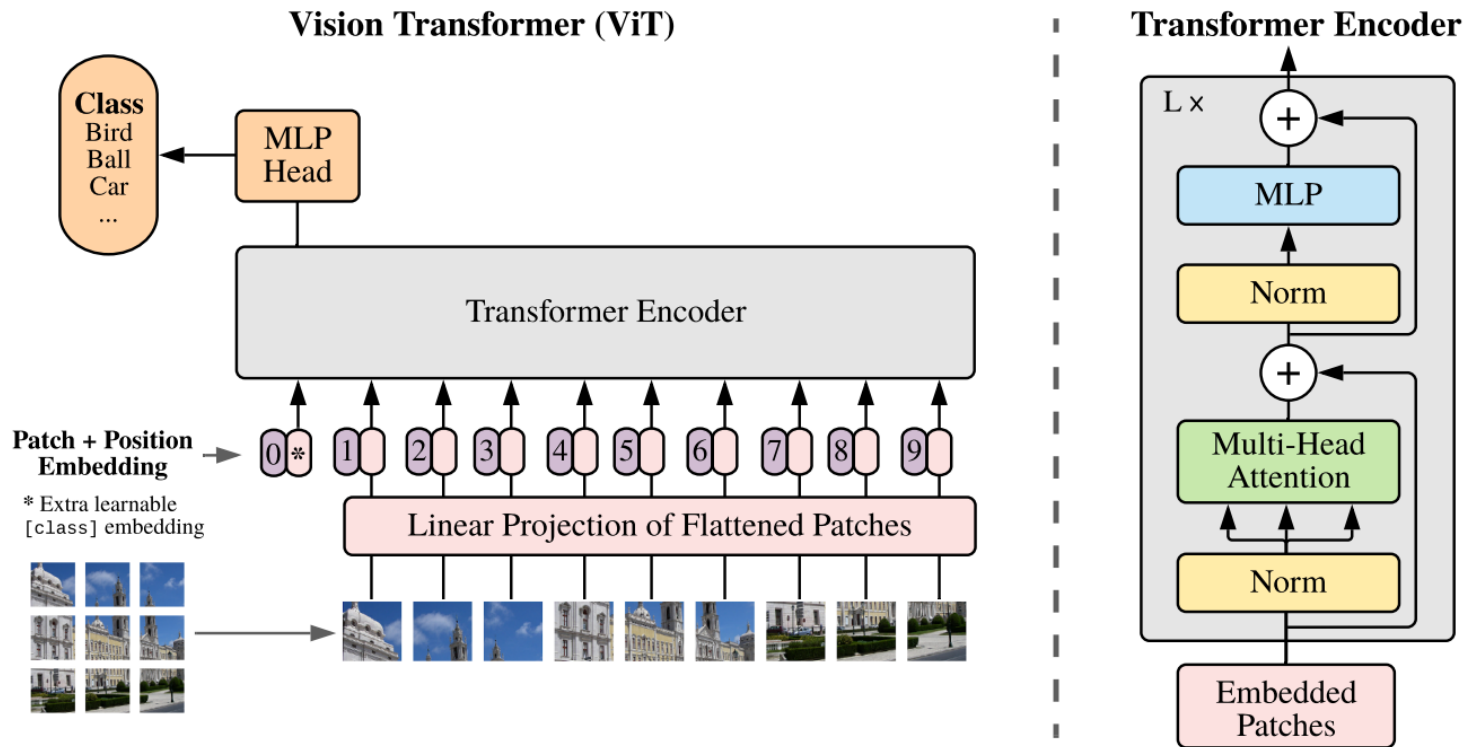 Vision Transformer (ViT)
Class
Bird
Ball
Car
...
MLP
Head
Transformer Encoder
Patch + Position
Embedding
0 * 1 2 3 4 5 6 7 8 9
* Extra learnable
[class] embedding
Linear Projection of Flattened Patches
Transformer Encoder
L ×
+
MLP
Norm
+
Multi-Head
Attention
Norm
Embedded
Patches